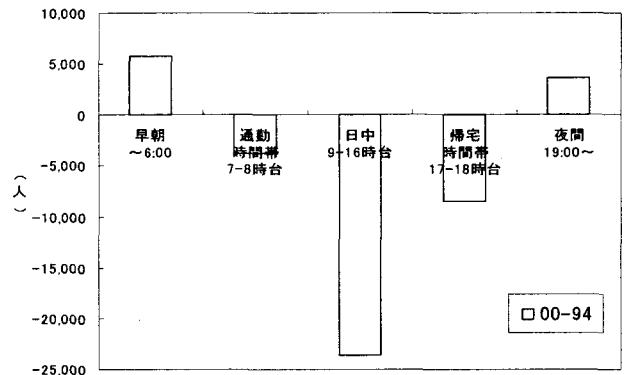 10,000
5,000
0
-5,000
-10,000
-15,000
-20,000
-25,000
(人)
早朝
~6:00
通勤
時間帯
7-8時台
日中
9-16時台
帰宅
時間帯
17-18時台
夜間
19:00~
00-94